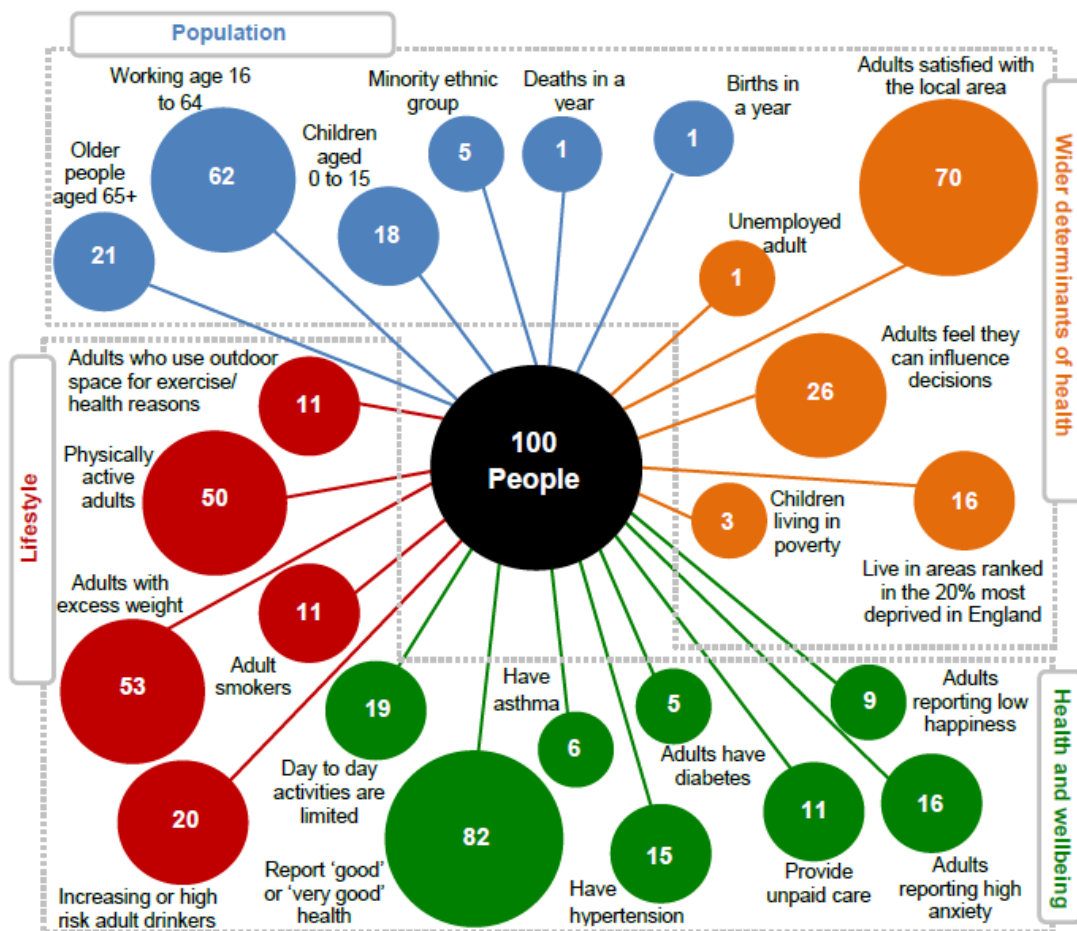 Population
Working age 16
to 64
62
Older
people
aged 65+
21
Children
aged
0 to 15
18
Minority ethnic
group
5
Deaths in a
year
1
Births in
a year
1
Wider determinants of health
Adults satisfied with
the local area
70
Unemployed
adult
1
Adults feel they
can influence
decisions
26
16
Live in areas ranked
in the 20% most
deprived in England
3
Children
living in
poverty
100
People
Lifestyle
Adults who use outdoor
space for exercise/
health reasons
11
Physically
active
adults
50
Adults with
excess weight
53
11
Adult
smokers
20
Increasing or high
risk adult drinkers
Health and wellbeing
19
Day to day
activities are
limited
82
Report ‘good’
or ‘very good’
health
Have
asthma
6
15
Have
hypertension
5
Adults have
diabetes
11
Provide
unpaid care
9
Adults
reporting low
happiness
16
Adults
reporting high
anxiety